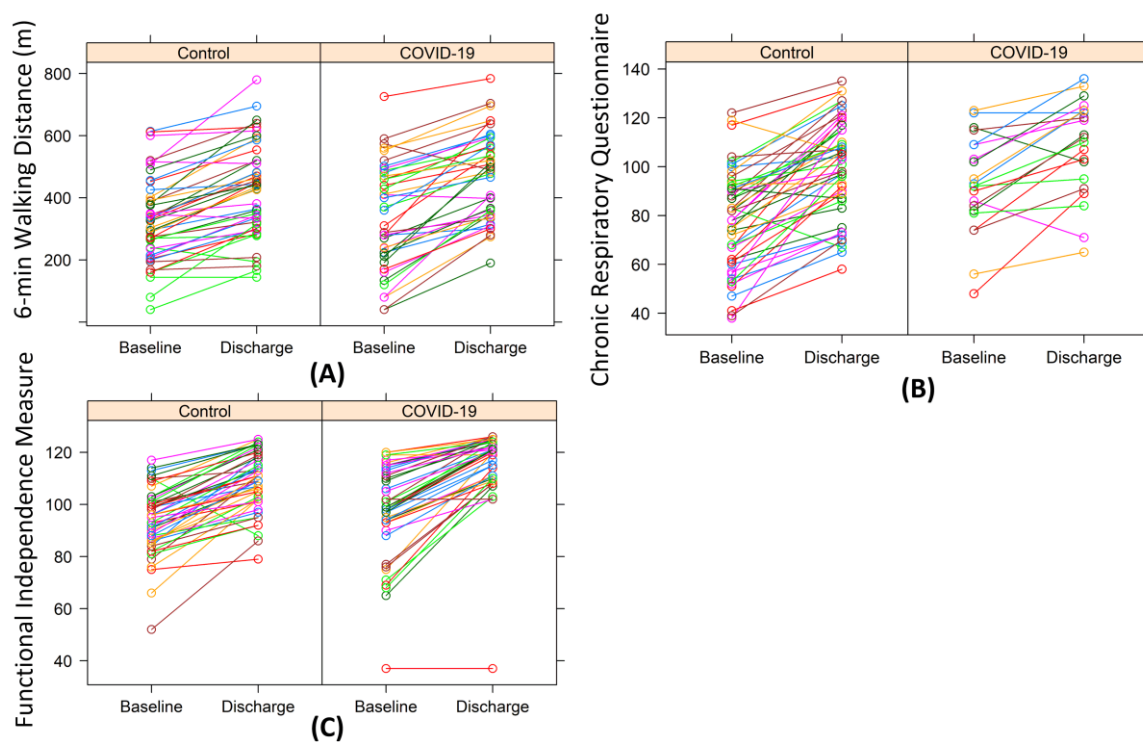 6-min Walking Distance (m)
Control COVID-19
800
600
400
200
Baseline Discharge Baseline Discharge
(A)
Chronic Respiratory Questionnaire
Control COVID-19
140
120
100
80
60
40
Baseline Discharge Baseline Discharge
(B)
Functional Independence Measure
Control COVID-19
120
100
80
60
40
Baseline Discharge Baseline Discharge
(C)